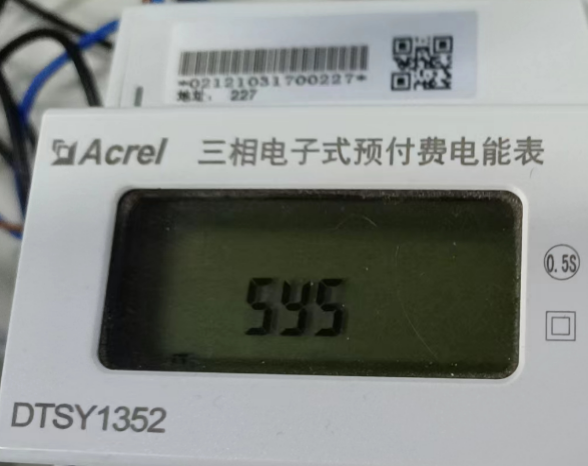 *02121031700227*
地址： 227
Acrel 三相电子式预付费电能表
0.5S
SYS
DTSY1352